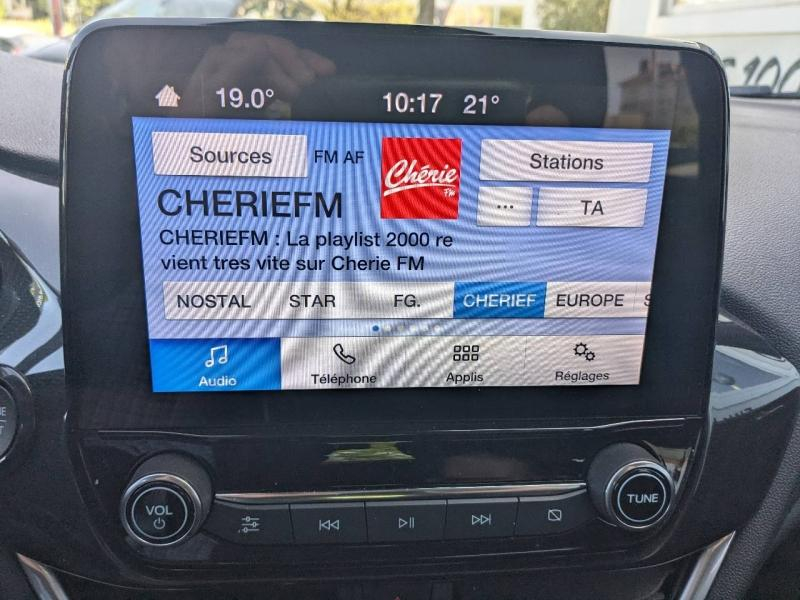 19.0° 10:17 21°
Sources FM AF Chérie FM Stations
... TA
CHERIEFM
CHERIEFM : La playlist 2000 re
vient tres vite sur Cherie FM
NOSTAL STAR FG. CHERIEF EUROPE S
Audio Téléphone Applis Réglages
VOL TUNE